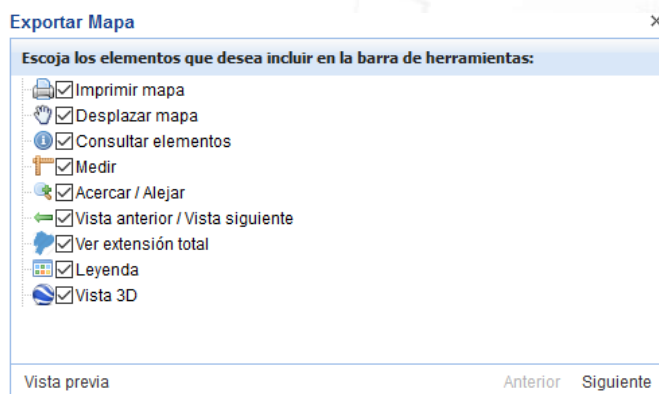 Exportar Mapa
Escoja los elementos que desea incluir en la barra de herramientas:
Imprimir mapa
Desplazar mapa
Consultar elementos
Medir
Acercar / Alejar
Vista anterior / Vista siguiente
Ver extensión total
Leyenda
Vista 3D
Vista previa Anterior Siguiente